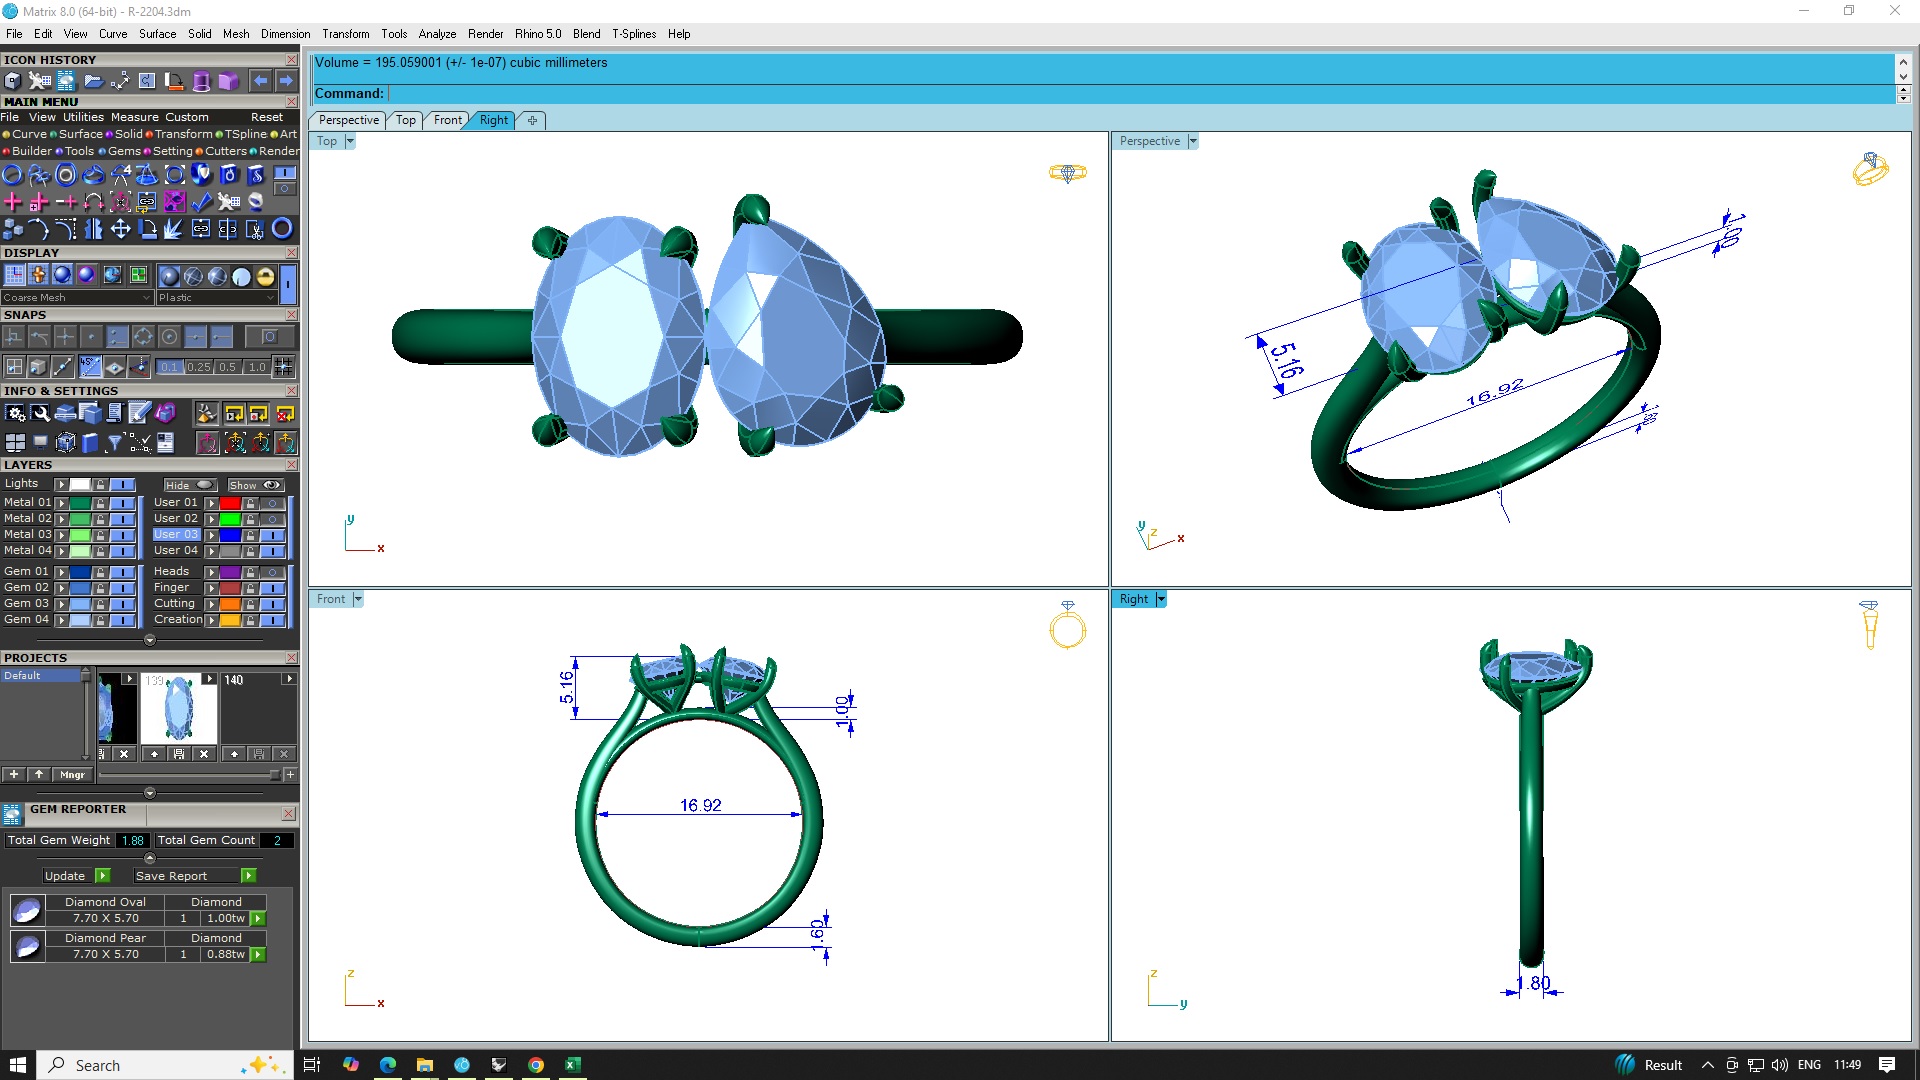 Matrix 8.0 (64-bit) - R-2204.3dm
File Edit View Curve Surface Solid Mesh Dimension Transform Tools Analyze Render Rhino 5.0 Blend T-Splines Help
ICON HISTORY
Volume = 195.059001 (+/- 1e-07) cubic millimeters
Command:
MAIN MENU
File View Utilities Measure Custom Reset
Curve Surface Solid Transform TSpline Art
Builder Tools Gems Setting Cutters Render
Perspective Top Front Right
Top
Perspective
DISPLAY
Coarse Mesh Plastic
SNAPS
45°
0.1 0.25 0.5 1.0
INFO & SETTINGS
LAYERS
Lights Hide Show
Metal 01 User 01
Metal 02 User 02
Metal 03 User 03
Metal 04 User 04
Gem 01 Heads
Gem 02 Finger
Gem 03 Cutting
Gem 04 Creation
y
x
1.00
5.16
16.92
y
z
x
Front
Right
5.16
1.00
16.92
1.60
z
x
1.80
z
y
PROJECTS
Default
139
140
Mngr
GEM REPORTER
Total Gem Weight 1.88 Total Gem Count 2
Update Save Report
Diamond Oval Diamond
7.70 X 5.70 1 1.00tw
Diamond Pear Diamond
7.70 X 5.70 1 0.88tw
Search
Result
ENG
11:49